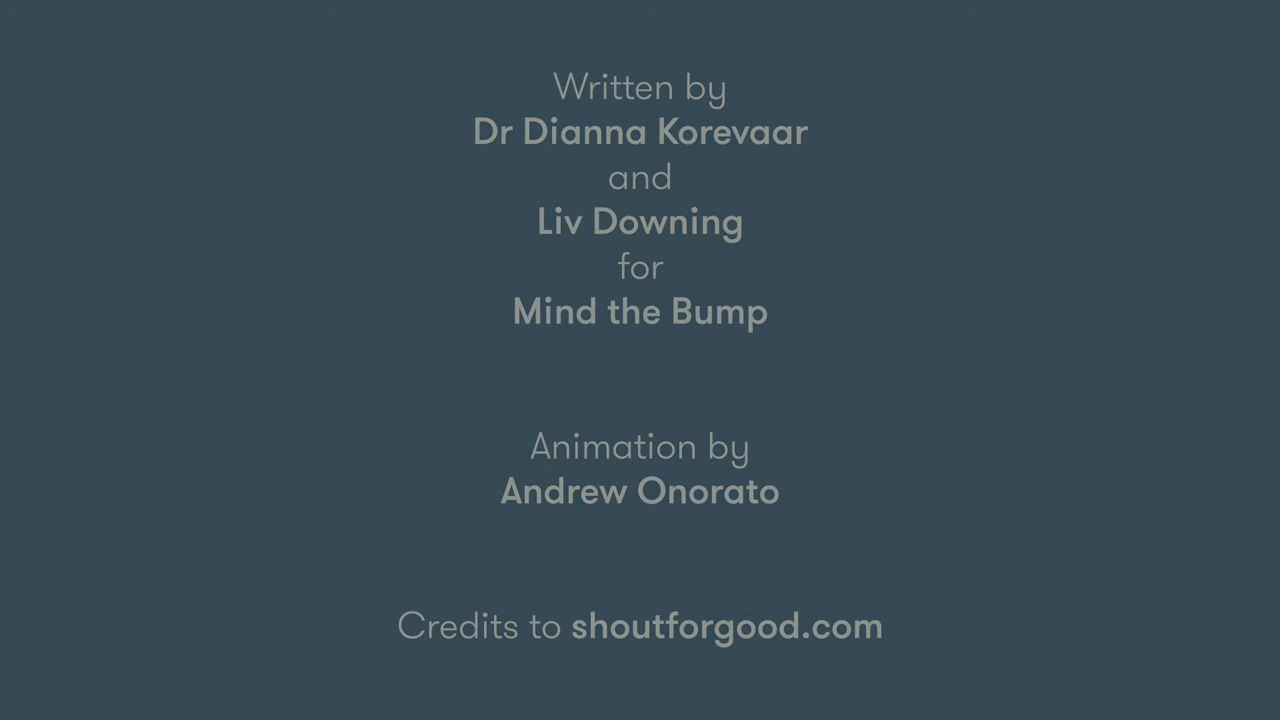 Written by
Dr Dianna Korevaar
and
Liv Downing
for
Mind the Bump
Animation by
Andrew Onorato
Credits to shoutforgood.com